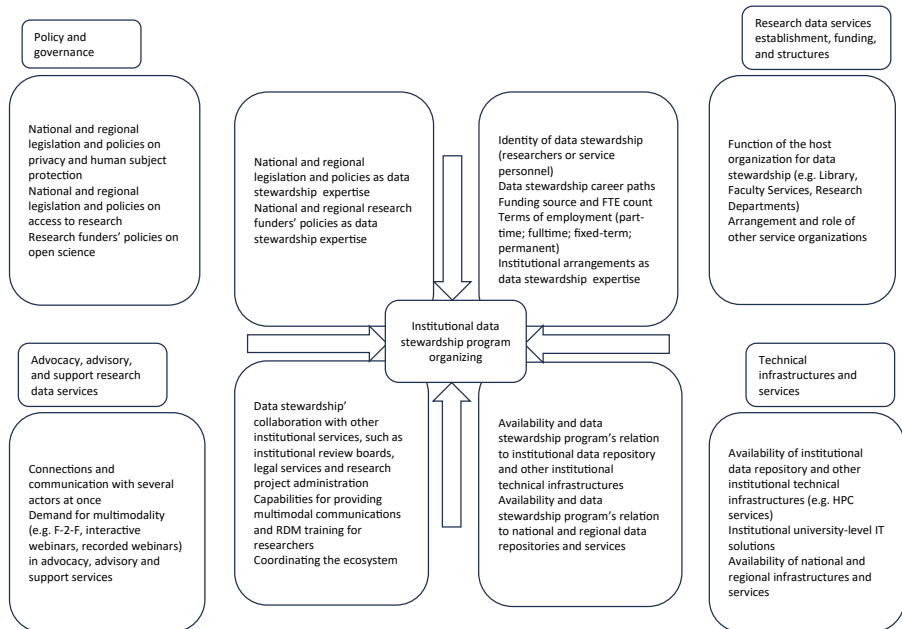 Policy and
governance
Research data services
establishment, funding,
and structures
National and regional
legislation and policies on
privacy and human subject
protection
National and regional
legislation and policies on
access to research
Research funders' policies on
open science
National and regional
legislation and policies as data
stewardship expertise
National and regional research
funders' policies as data
stewardship expertise
Identity of data stewardship
(researchers or service
personnel)
Data stewardship career paths
Funding source and FTE count
Terms of employment (part-
time; fulltime; fixed-term;
permanent)
Institutional arrangements as
data stewardship expertise
Function of the host
organization for data
stewardship (e.g. Library,
Faculty Services, Research
Departments)
Arrangement and role of
other service organizations
Institutional data
stewardship program
organizing
Advocacy, advisory,
and support research
data services
Technical
infrastructures and
services
Connections and
communication with several
actors at once
Demand for multimodality
(e.g. F-2-F, interactive
webinars, recorded webinars)
in advocacy, advisory and
support services
Data stewardship'
collaboration with other
institutional services, such as
institutional review boards,
legal services and research
project administration
Capabilities for providing
multimodal communications
and RDM training for
researchers
Coordinating the ecosystem
Availability and data
stewardship program's relation
to institutional data repository
and other institutional
technical infrastructures
Availability and data
stewardship program's relation
to national and regional data
repositories and services
Availability of institutional
data repository and other
institutional technical
infrastructures (e.g. HPC
services)
Institutional university-level IT
solutions
Availability of national and
regional infrastructures and
services